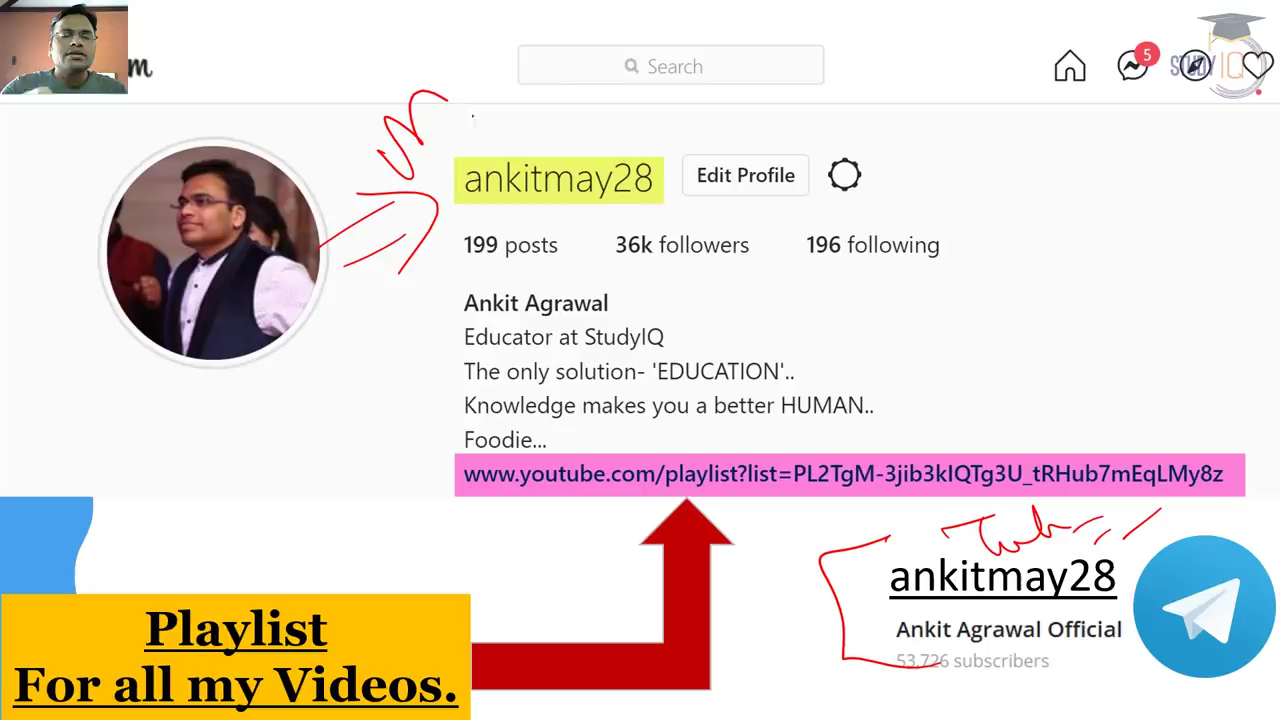 m
Search
5
STUDY IQ
ankitmay28
Edit Profile
199 posts 36k followers 196 following
Ankit Agrawal
Educator at StudyIQ
The only solution- 'EDUCATION'..
Knowledge makes you a better HUMAN..
Foodie...
www.youtube.com/playlist?list=PL2TgM-3jib3kIQTg3U_tRHub7mEqLMy8z
ankitmay28
Ankit Agrawal Official
53,726 subscribers
Playlist
For all my Videos.